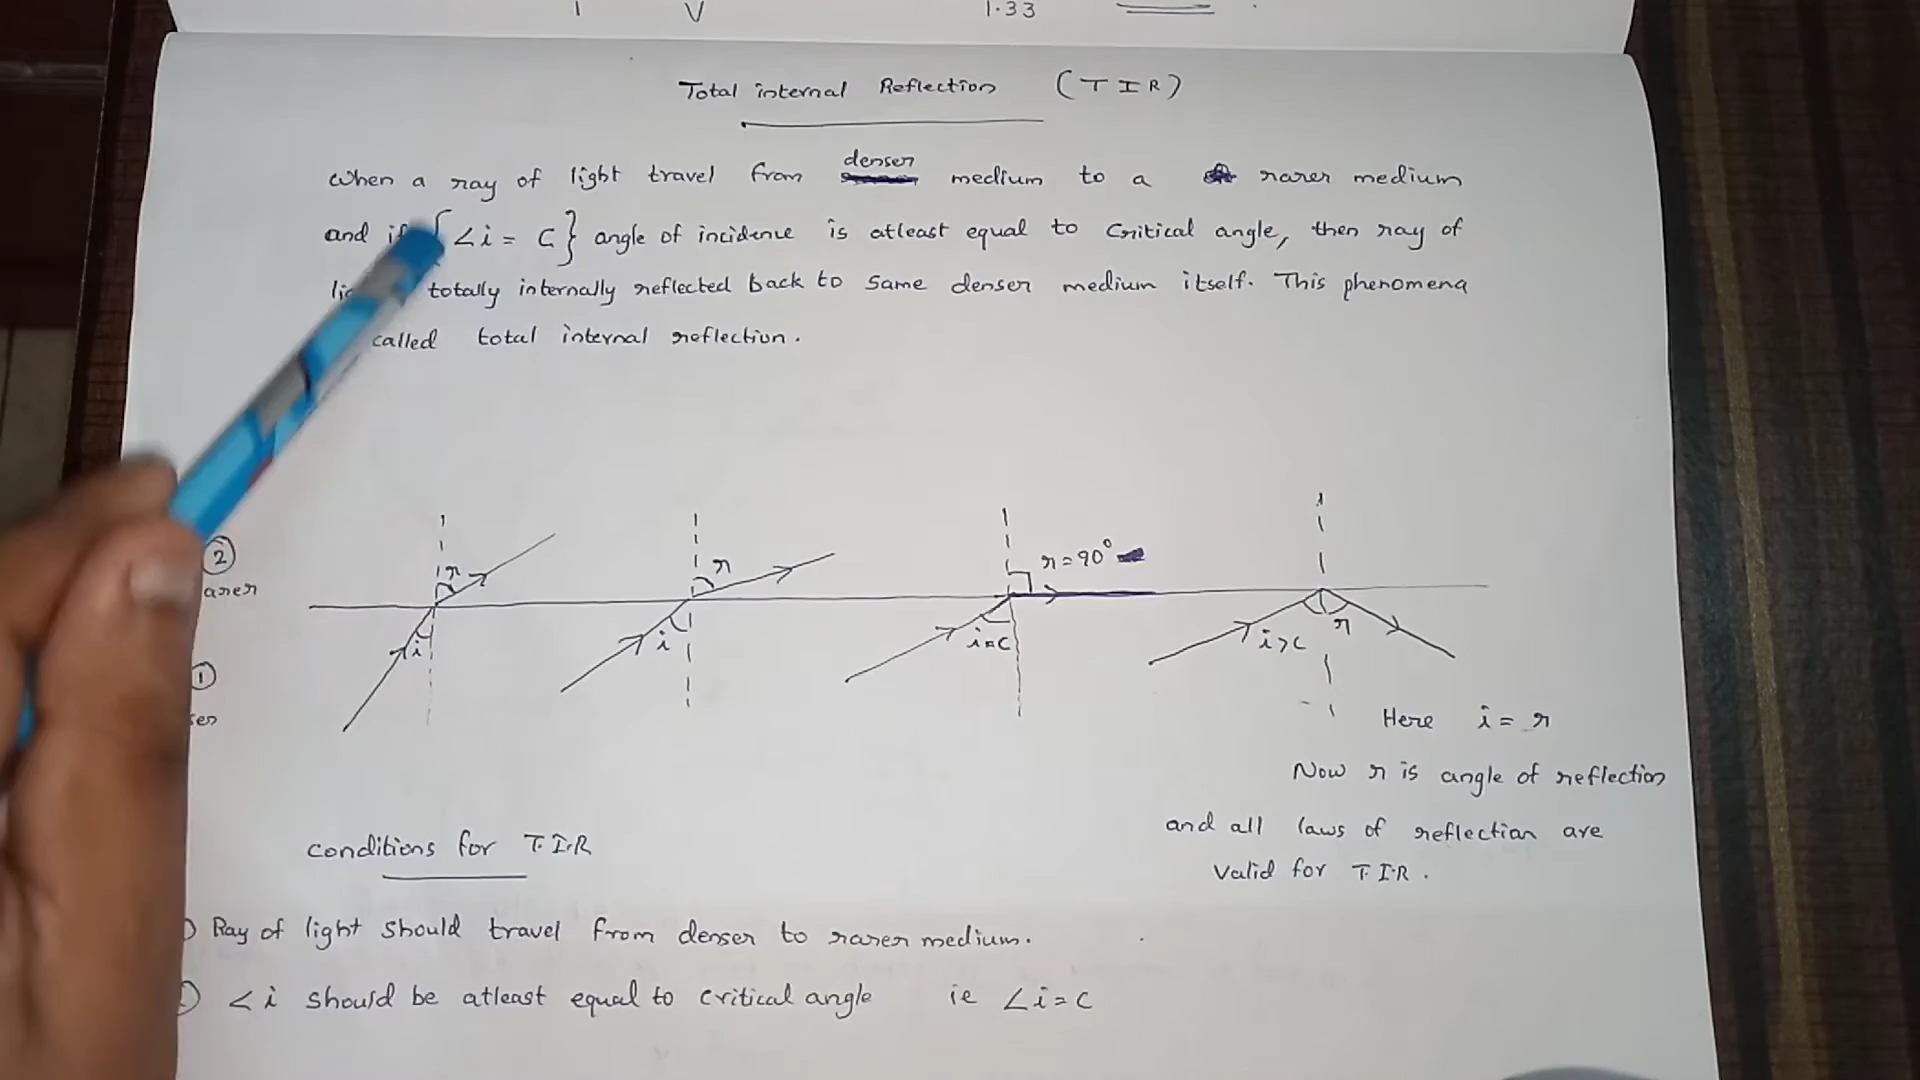 1 V 1.33
Total internal Reflection (TIR)
When a ray of light travel from denser medium to a rarer medium
and if {∠i = C} angle of incidence is atleast equal to Critical angle, then ray of
totally internally reflected back to same denser medium itself. This phenomena
called total internal reflection.
r r r=90°
②
arer
i i i=c i>c r
①
ser
Here i = r
Now r is angle of reflection
and all laws of reflection are
Valid for T.I.R.
Conditions for T.I.R
Ray of light should travel from denser to rarer medium.
∠i should be atleast equal to critical angle ie ∠i=c